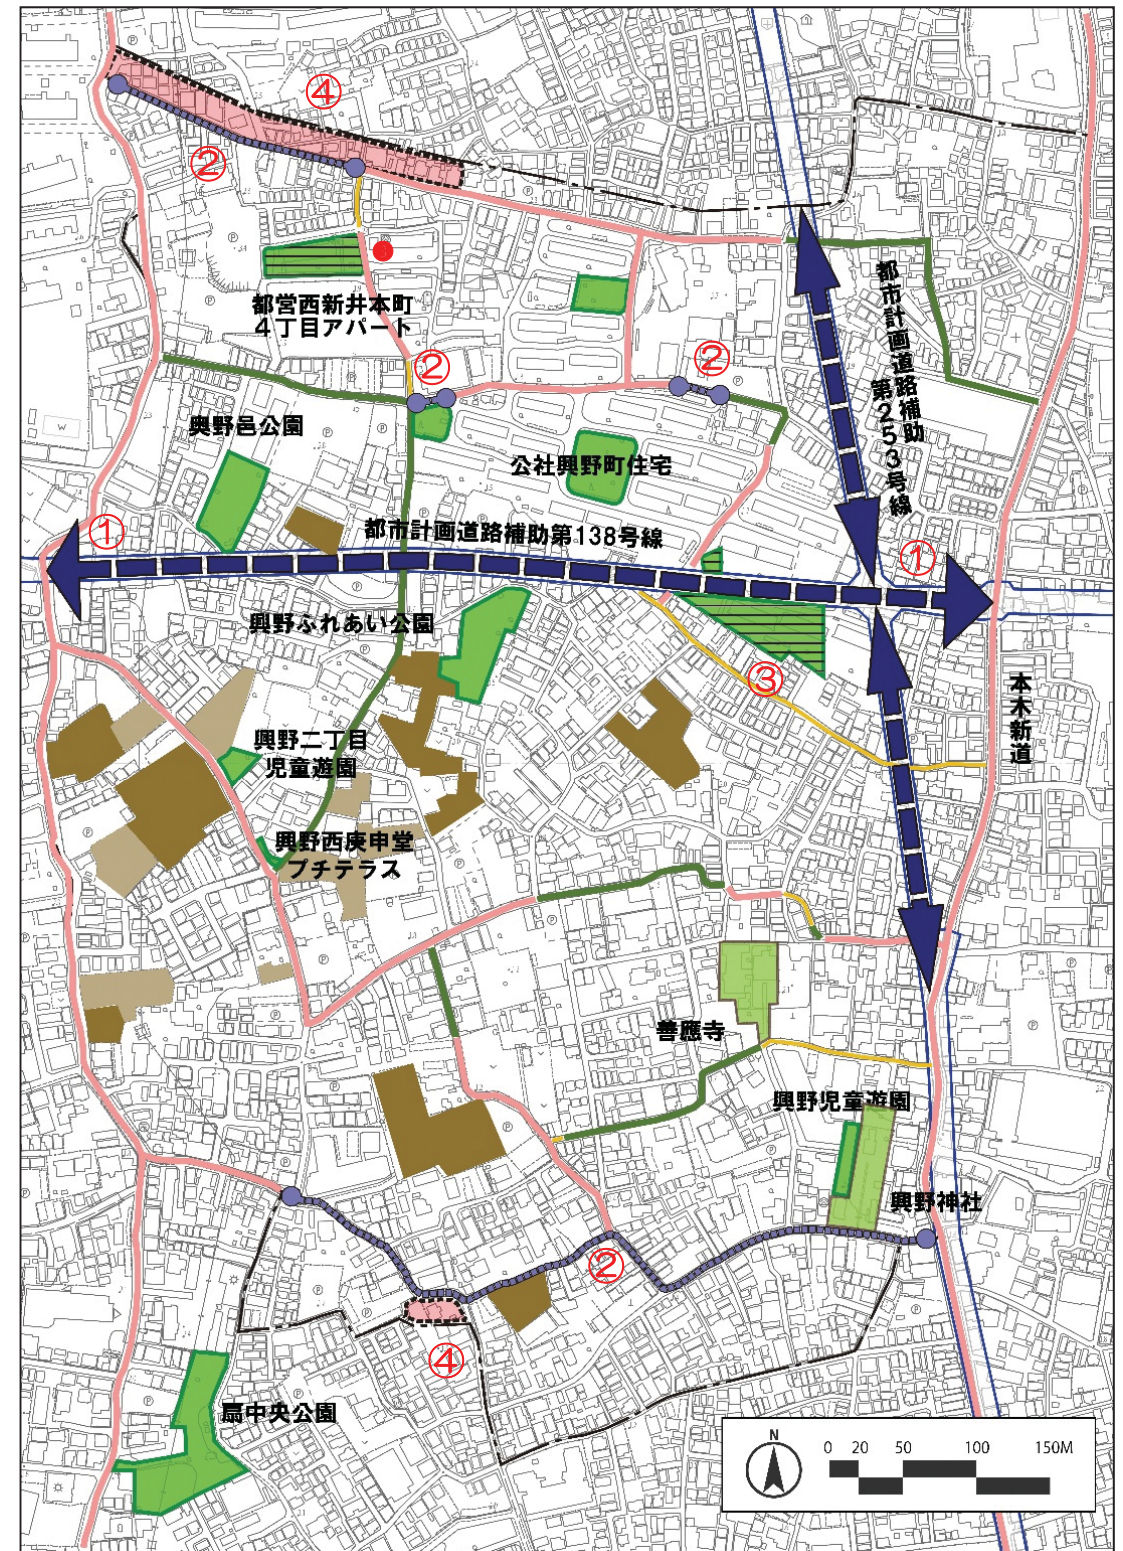 ④
②
都営西新井本町
4丁目アパート
都市計画道路補助
第253号線
②
②
奥野邑公園
公社興野町住宅
①
都市計画道路補助第138号線
①
興野ふれあい公園
③
本木新道
興野二丁目
児童遊園
興野西庚申堂
プチテラス
善應寺
興野児童遊園
興野神社
②
④
扇中央公園
N
0 20 50 100 150M